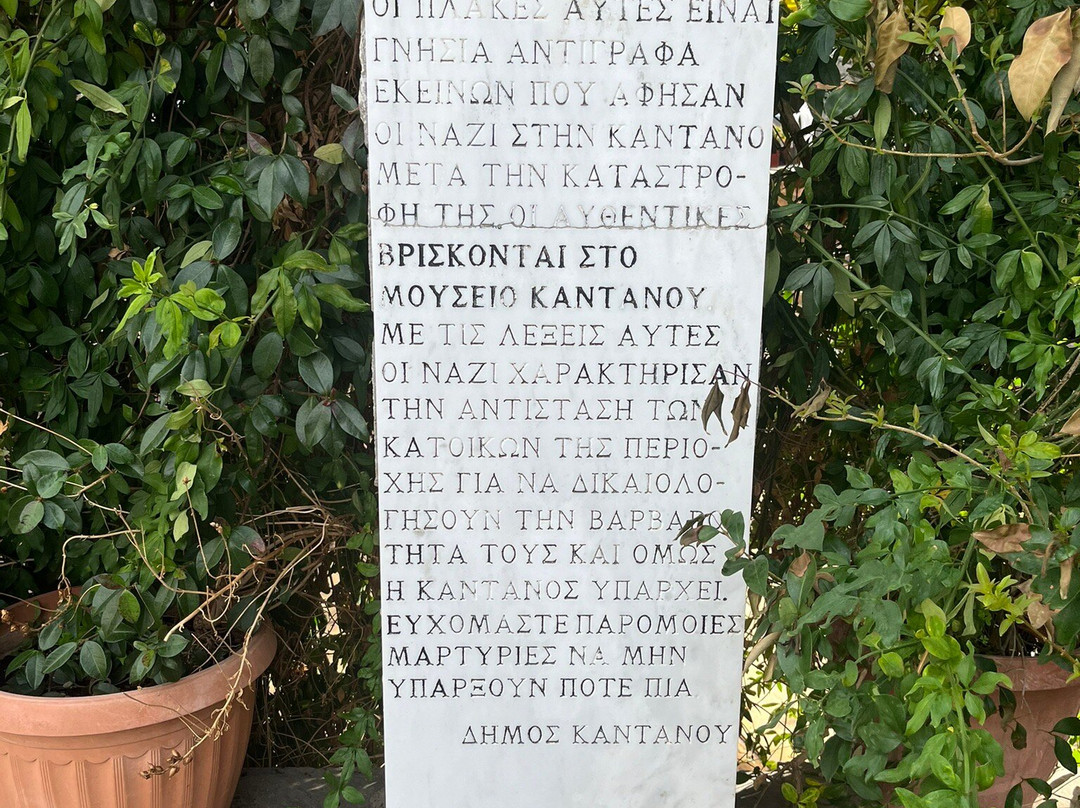 ΟΙ ΠΛΑΚΕΣ ΑΥΤΕΣ ΕΙΝΑΙ
ΓΝΗΣΙΑ ΑΝΤΙΓΡΑΦΑ
ΕΚΕΙΝΩΝ ΠΟΥ ΑΦΗΣΑΝ
ΟΙ ΝΑΖΙ ΣΤΗΝ ΚΑΝΤΑΝΟ
ΜΕΤΑ ΤΗΝ ΚΑΤΑΣΤΡΟ-
ΦΗ ΤΗΣ. ΟΙ ΑΥΘΕΝΤΙΚΕΣ
ΒΡΙΣΚΟΝΤΑΙ ΣΤΟ
ΜΟΥΣΕΙΟ ΚΑΝΤΑΝΟΥ.
ΜΕ ΤΙΣ ΛΕΞΕΙΣ ΑΥΤΕΣ
ΟΙ ΝΑΖΙ ΧΑΡΑΚΤΗΡΙΣΑΝ
ΤΗΝ ΑΝΤΙΣΤΑΣΗ ΤΩΝ
ΚΑΤΟΙΚΩΝ ΤΗΣ ΠΕΡΙΟ-
ΧΗΣ ΓΙΑ ΝΑ ΔΙΚΑΙΟΛΟ-
ΓΗΣΟΥΝ ΤΗΝ ΒΑΡΒΑΡΟ-
ΤΗΤΑ ΤΟΥΣ ΚΑΙ ΟΜΩΣ
Η ΚΑΝΤΑΝΟΣ ΥΠΑΡΧΕΙ.
ΕΥΧΟΜΑΣΤΕ ΠΑΡΟΜΟΙΕΣ
ΜΑΡΤΥΡΙΕΣ ΝΑ ΜΗΝ
ΥΠΑΡΞΟΥΝ ΠΟΤΕ ΠΙΑ
ΔΗΜΟΣ ΚΑΝΤΑΝΟΥ